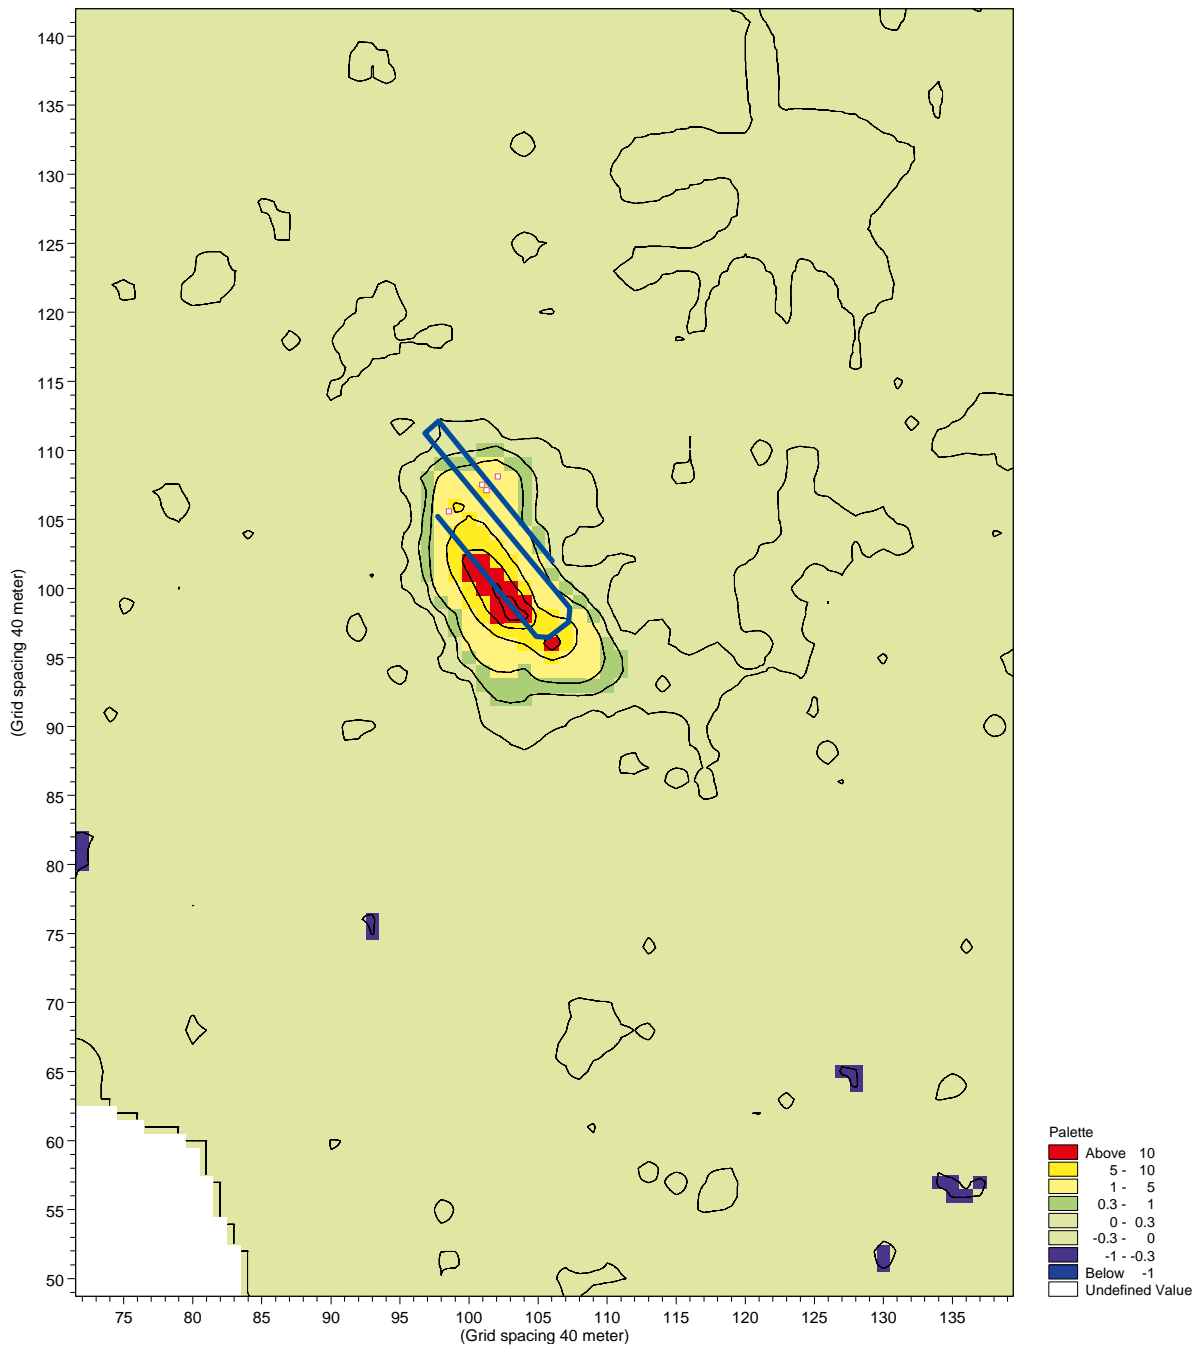 140
135
130
125
120
115
110
105
100
95
90
85
80
75
70
65
60
55
50
(Grid spacing 40 meter)
75 80 85 90 95 100 105 110 115 120 125 130 135
(Grid spacing 40 meter)
Palette
Above 10
5 - 10
1 - 5
0.3 - 1
0 - 0.3
-0.3 - 0
-1 - -0.3
Below -1
Undefined Value